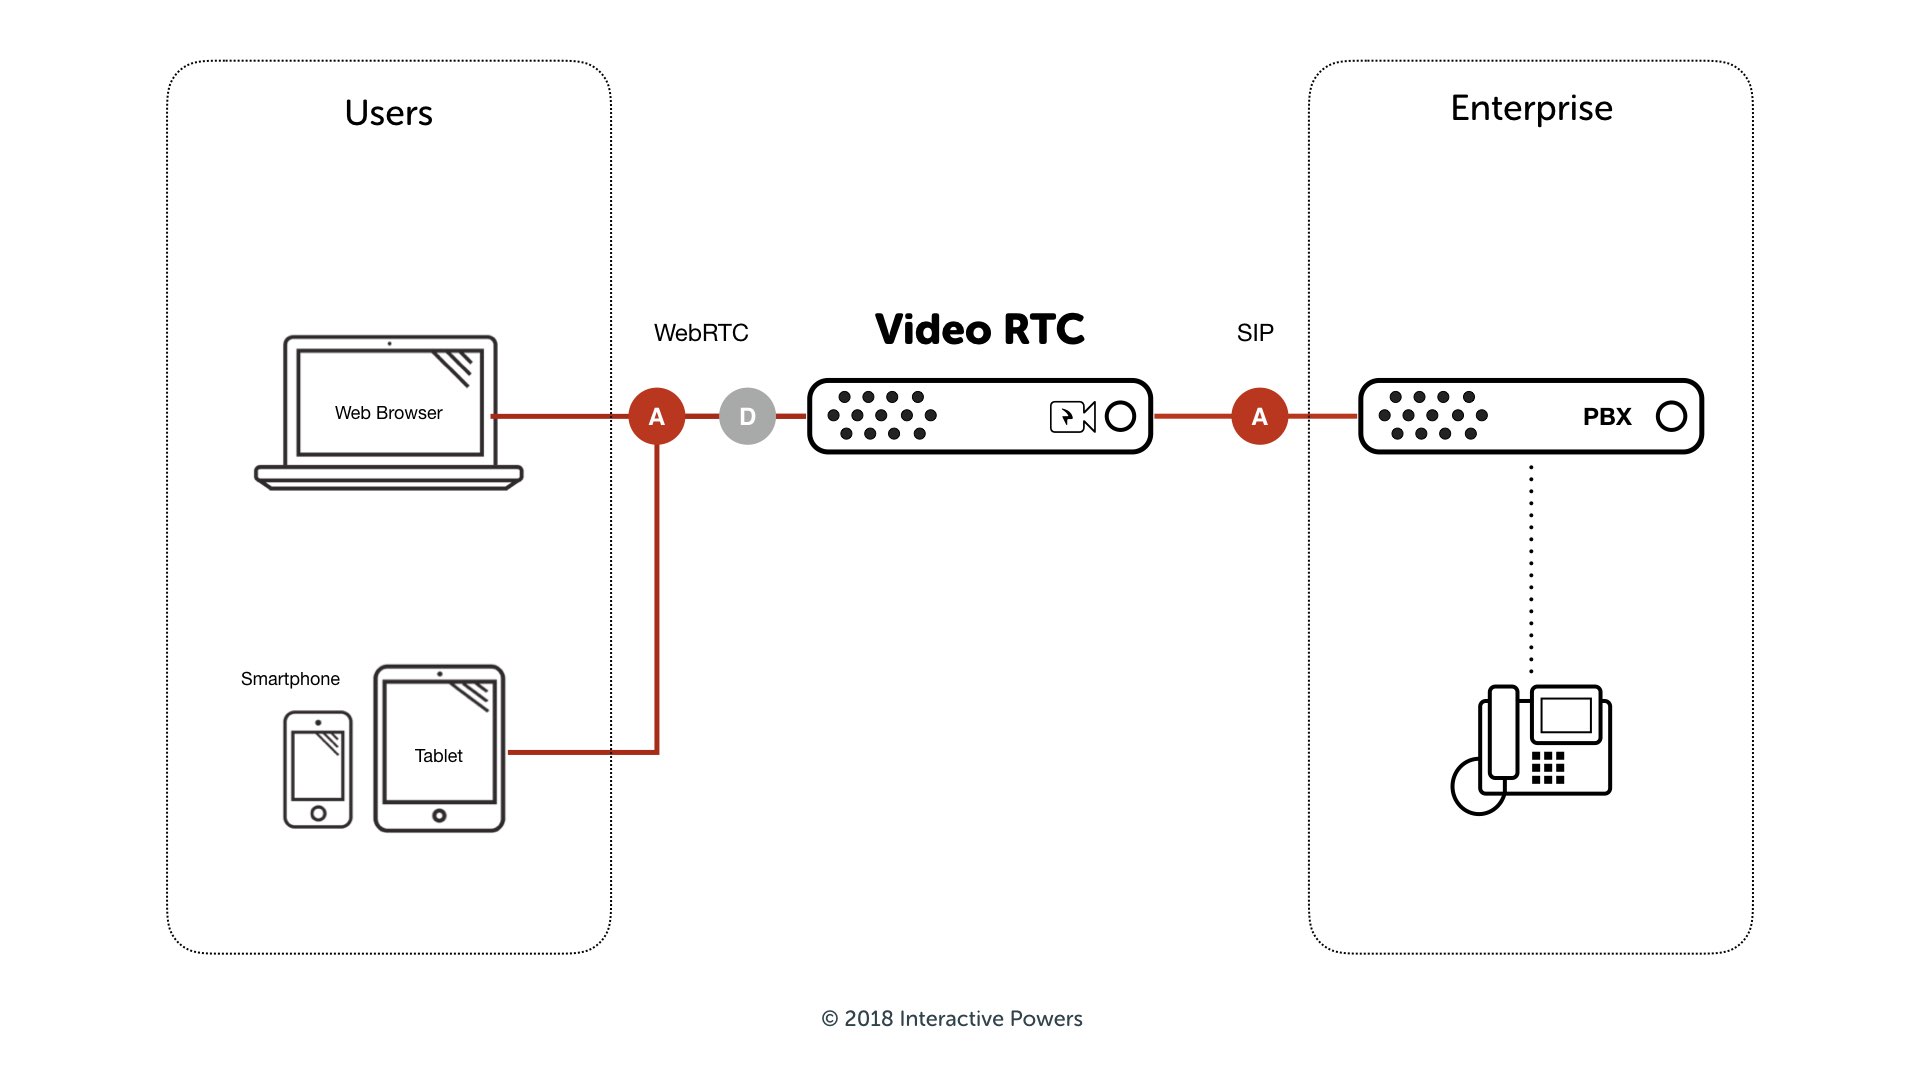 Users
Enterprise
WebRTC
Video RTC
SIP
Web Browser
A
D
A
PBX
Smartphone
Tablet
© 2018 Interactive Powers